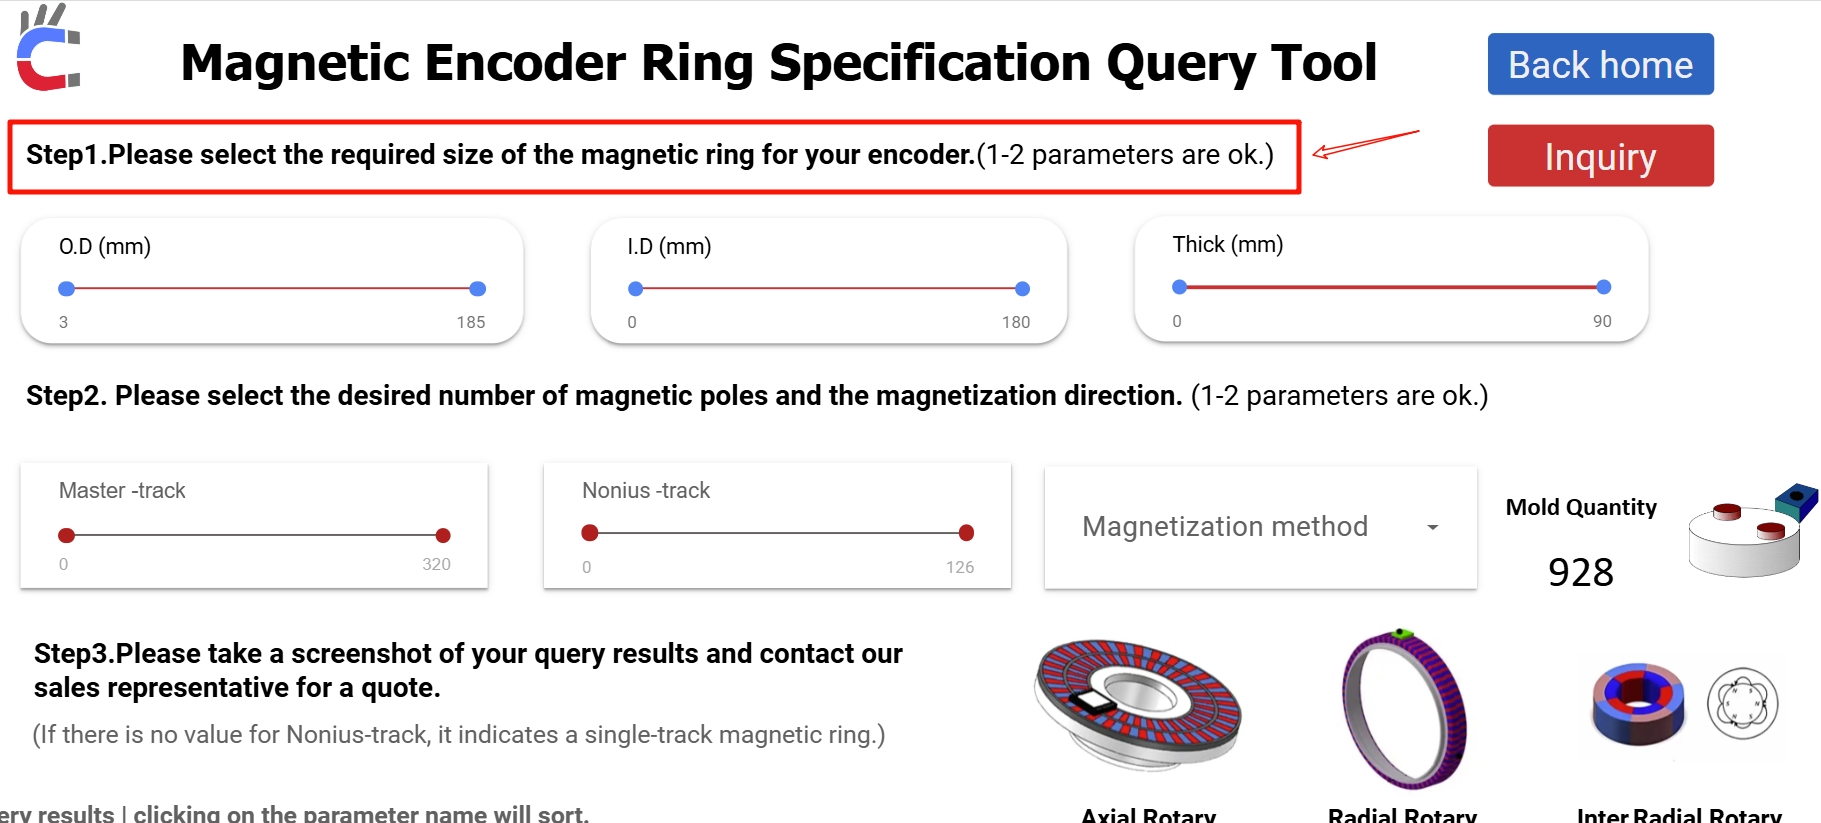 Magnetic Encoder Ring Specification Query Tool
Back home
Step1.Please select the required size of the magnetic ring for your encoder.(1-2 parameters are ok.)
Inquiry
O.D (mm)
3
185
I.D (mm)
0
180
Thick (mm)
0
90
Step2. Please select the desired number of magnetic poles and the magnetization direction. (1-2 parameters are ok.)
Master -track
0
320
Nonius -track
0
126
Magnetization method
Mold Quantity
928
Step3.Please take a screenshot of your query results and contact our
sales representative for a quote.
(If there is no value for Nonius-track, it indicates a single-track magnetic ring.)
Axial Rotary
Radial Rotary
Inter Radial Rotary
ery results | clicking on the parameter name will sort.